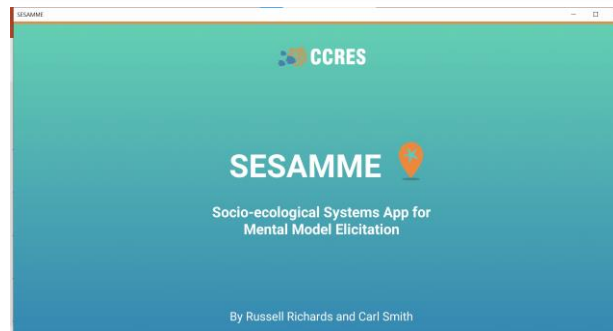 SESAMME
CCRES
SESAMME
Socio-ecological Systems App for
Mental Model Elicitation
By Russell Richards and Carl Smith